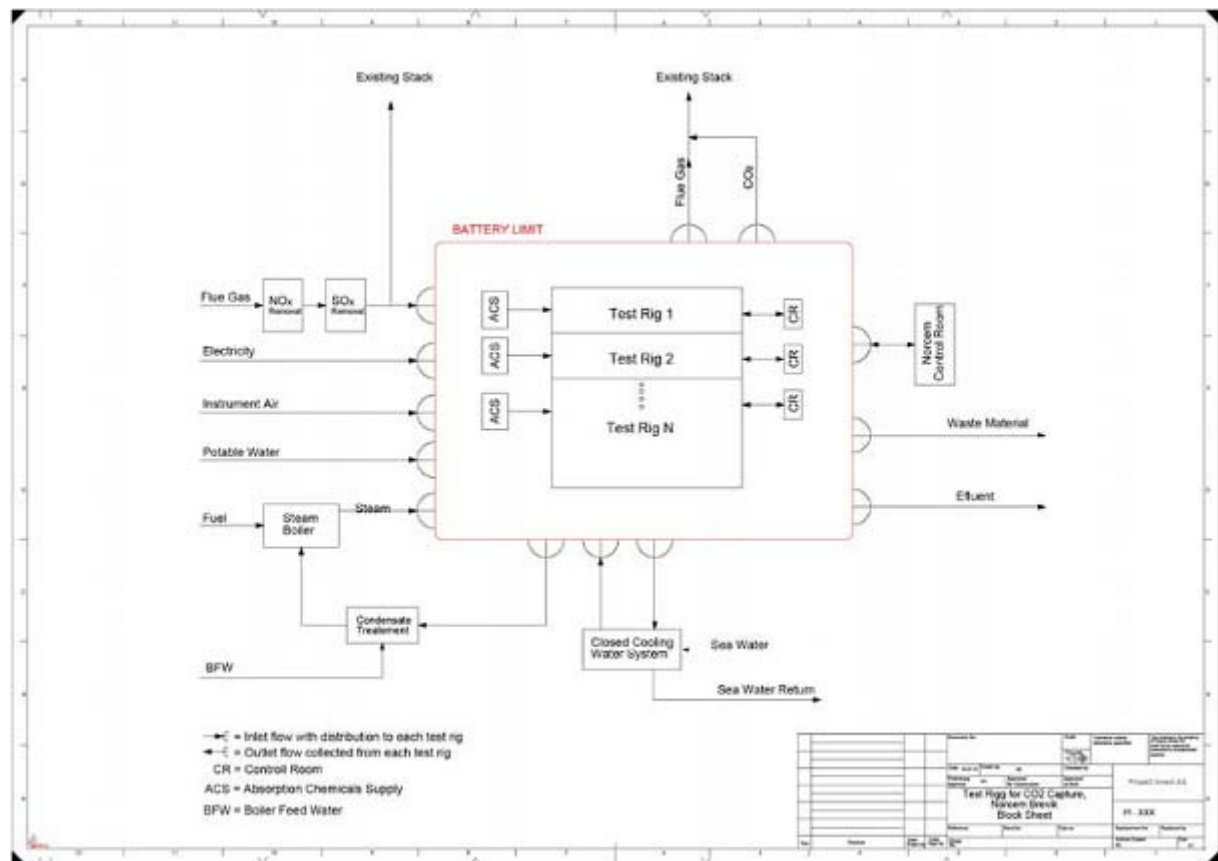 Existing Stack
Existing Stack
Flue Gas
CO₂
BATTERY LIMIT
Flue Gas
NOx
Removal
SOx
Removal
ACS
Test Rig 1
CR
Electricity
ACS
Test Rig 2
CR
Norcem
Control Room
Instrument Air
ACS
Test Rig N
CR
Waste Material
Potable Water
Steam
Efluent
Fuel
Steam
Boiler
Condensate
Treatement
Closed Cooling
Water System
Sea Water
BFW
Sea Water Return
= Inlet flow with distribution to each test rig
= Outlet flow collected from each test rig
CR = Controll Room
ACS = Absorption Chemicals Supply
BFW = Boiler Feed Water
Test Rigg for CO2 Capture,
Norcem Brevik
Block Sheet
PI - XXX